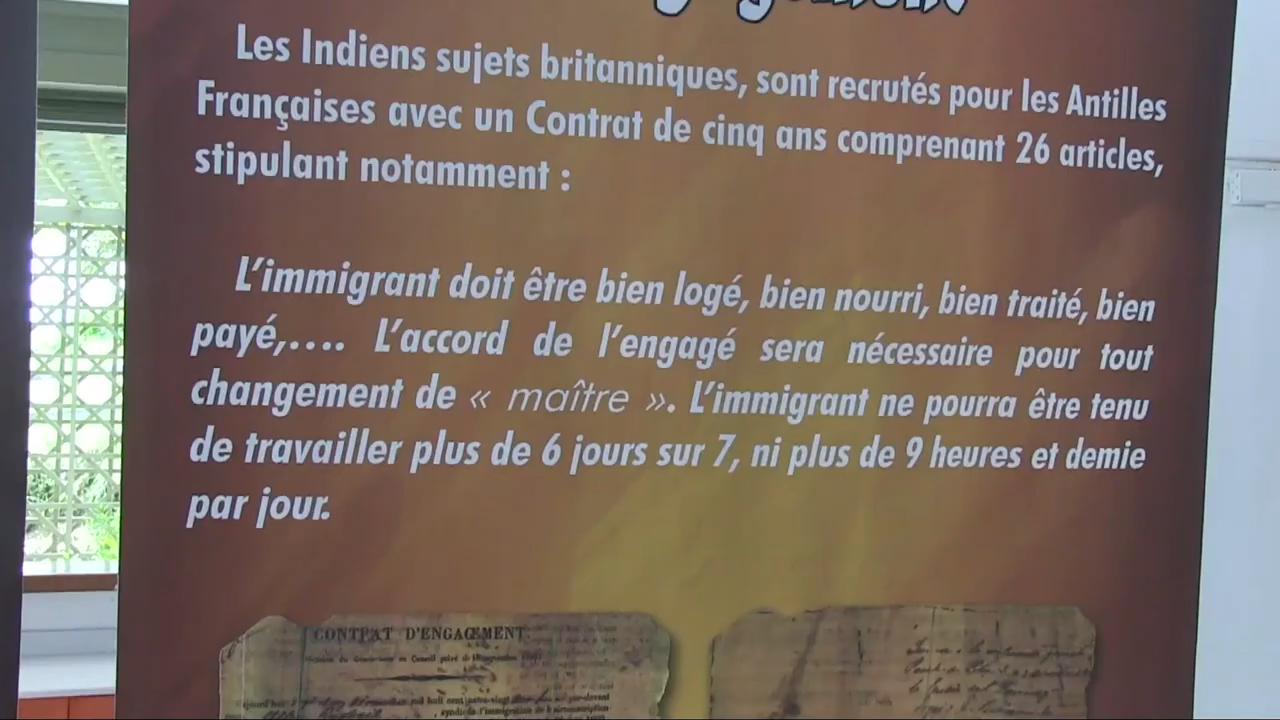 Les Indiens sujets britanniques, sont recrutés pour les Antilles
Françaises avec un Contrat de cinq ans comprenant 26 articles,
stipulant notamment :
L'immigrant doit être bien logé, bien nourri, bien traité, bien
payé,.... L'accord de l'engagé sera nécessaire pour tout
changement de « maître ». L'immigrant ne pourra être tenu
de travailler plus de 6 jours sur 7, ni plus de 9 heures et demie
par jour.
CONTRAT D'ENGAGEMENT